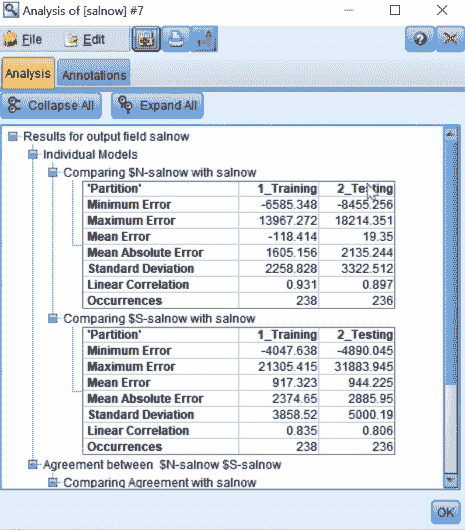 Analysis of [salnow] #7
File Edit
Analysis Annotations
Collapse All Expand All
Results for output field salnow
Individual Models
Comparing $N-salnow with salnow
'Partition' 1_Training 2_Testing
Minimum Error -6585.348 -8455.256
Maximum Error 13967.272 18214.351
Mean Error -118.414 19.35
Mean Absolute Error 1605.156 2135.244
Standard Deviation 2258.828 3322.512
Linear Correlation 0.931 0.897
Occurrences 238 236
Comparing $S-salnow with salnow
'Partition' 1_Training 2_Testing
Minimum Error -4047.638 -4890.045
Maximum Error 21305.415 31883.945
Mean Error 917.323 944.225
Mean Absolute Error 2374.65 2885.95
Standard Deviation 3858.52 5000.19
Linear Correlation 0.835 0.806
Occurrences 238 236
Agreement between $N-salnow $S-salnow
Comparing Agreement with salnow
OK